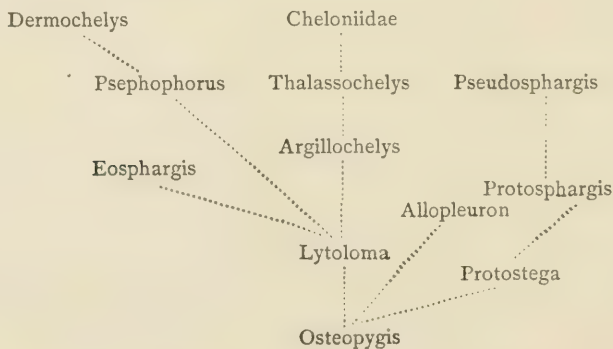 Dermochelys Cheloniidae
Psephophorus Thalassochelys Pseudosphargis
Argillochelys
Eosphargis
Protosphargis
Allopleuron
Lytoloma
Protostega
Osteopygis